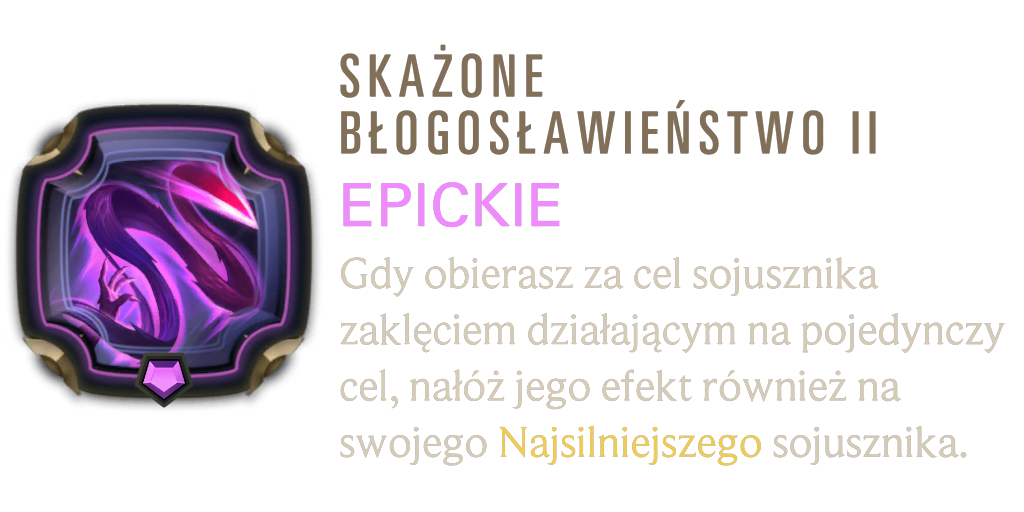 SKAŻONE
BŁOGOSŁAWIEŃSTWO II
EPICKIE
Gdy obierasz za cel sojusznika
zaklęciem działającym na pojedynczy
cel, nałóż jego efekt również na
swojego Najsilniejszego sojusznika.